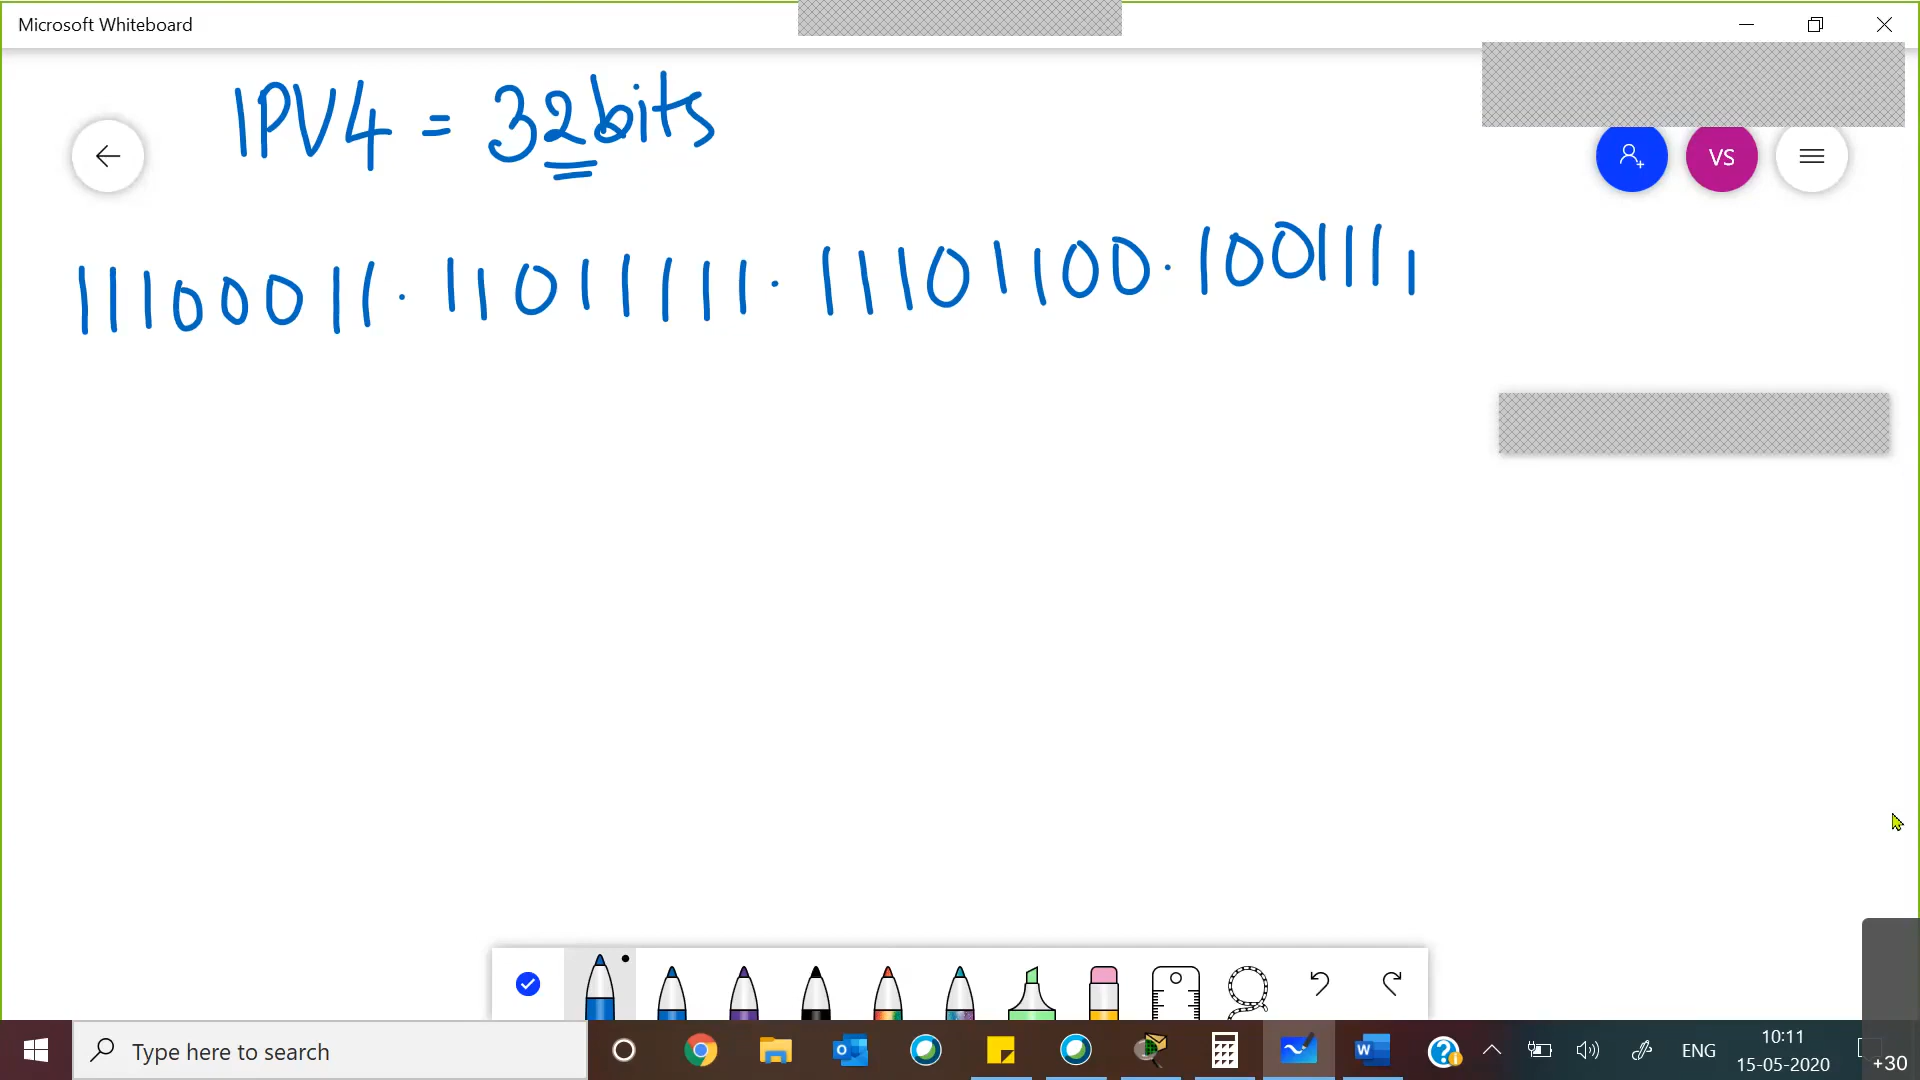 Microsoft Whiteboard
IPV4 = 32bits
VS
11100011.11011111.11101100.1001111
Type here to search
ENG
10:11
15-05-2020
+30